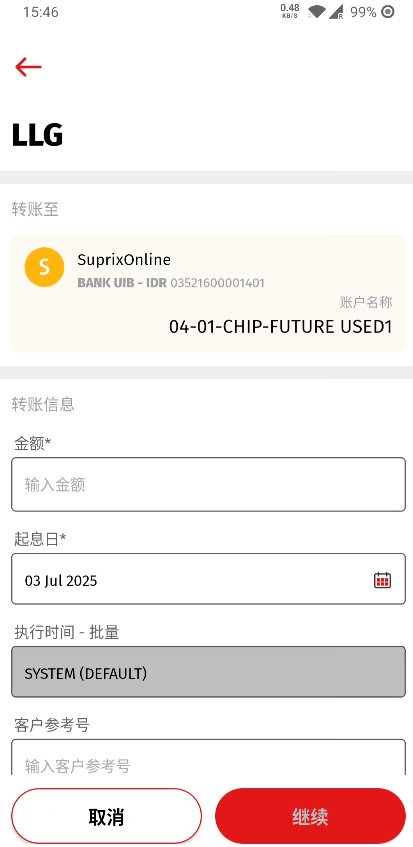 15:46
0.48 KB/S
R
99%
LLG
转账至
S
SuprixOnline
BANK UIB - IDR 03521600001401
账户名称
04-01-CHIP-FUTURE USED1
转账信息
金额*
输入金额
起息日*
03 Jul 2025
执行时间 - 批量
SYSTEM (DEFAULT)
客户参考号
输入客户参考号
取消
继续